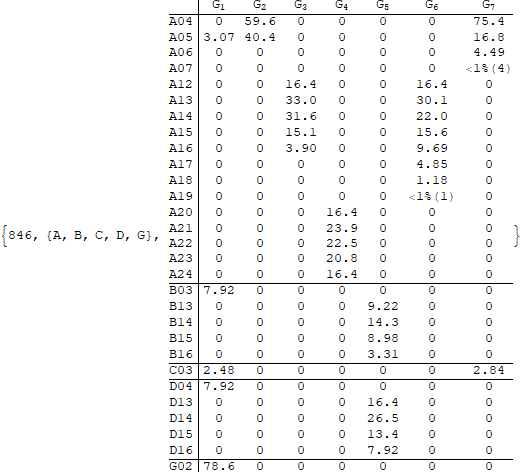 G1 G2 G3 G4 G5 G6 G7
A04 0 59.6 0 0 0 0 75.4
A05 3.07 40.4 0 0 0 0 16.8
A06 0 0 0 0 0 0 4.49
A07 0 0 0 0 0 0 <1%(4)
A12 0 0 16.4 0 0 16.4 0
A13 0 0 33.0 0 0 30.1 0
A14 0 0 31.6 0 0 22.0 0
A15 0 0 15.1 0 0 15.6 0
A16 0 0 3.90 0 0 9.69 0
A17 0 0 0 0 0 4.85 0
A18 0 0 0 0 0 1.18 0
A19 0 0 0 0 0 <1%(1) 0
A20 0 0 0 16.4 0 0 0
A21 0 0 0 23.9 0 0 0
{846, {A, B, C, D, G}, A22 0 0 0 22.5 0 0 0 }
A23 0 0 0 20.8 0 0 0
A24 0 0 0 16.4 0 0 0
B03 7.92 0 0 0 0 0 0
B13 0 0 0 0 9.22 0 0
B14 0 0 0 0 14.3 0 0
B15 0 0 0 0 8.98 0 0
B16 0 0 0 0 3.31 0 0
C03 2.48 0 0 0 0 0 2.84
D04 7.92 0 0 0 0 0 0
D13 0 0 0 0 16.4 0 0
D14 0 0 0 0 26.5 0 0
D15 0 0 0 0 13.4 0 0
D16 0 0 0 0 7.92 0 0
G02 78.6 0 0 0 0 0 0